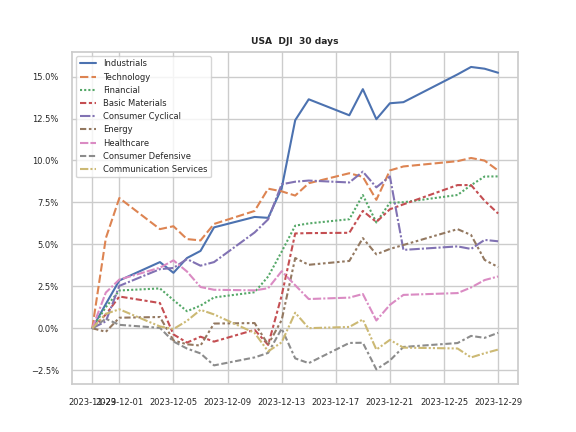 USA DJI 30 days
Industrials
Technology
Financial
Basic Materials
Consumer Cyclical
Energy
Healthcare
Consumer Defensive
Communication Services
15.0%
12.5%
10.0%
7.5%
5.0%
2.5%
0.0%
−2.5%
2023-11-29 2023-12-01 2023-12-05 2023-12-09 2023-12-13 2023-12-17 2023-12-21 2023-12-25 2023-12-29